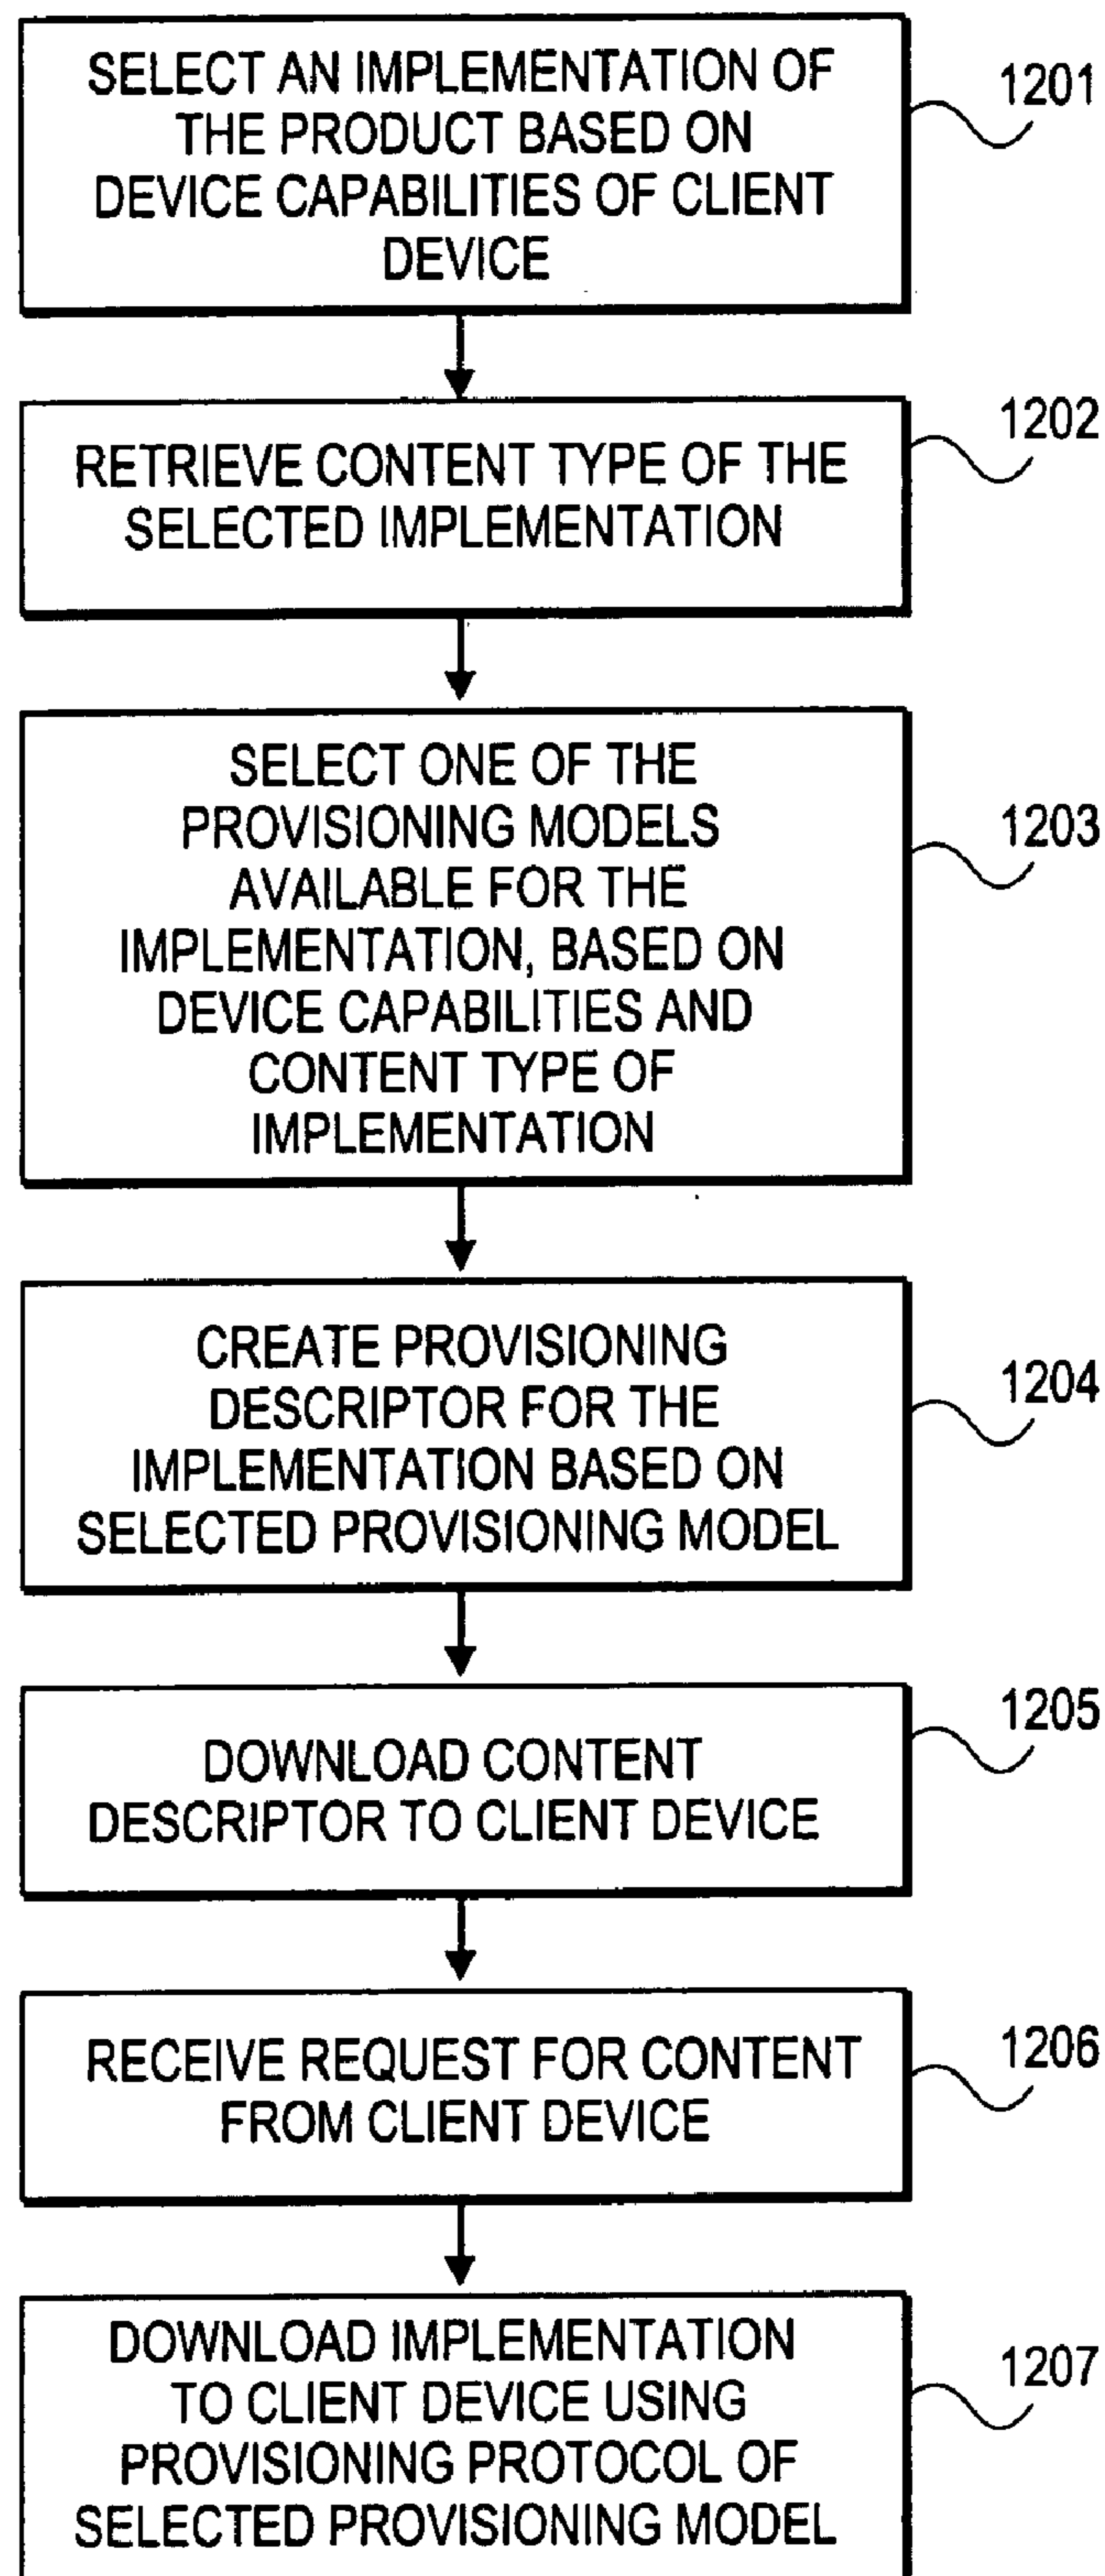 SELECT AN IMPLEMENTATION OF
THE PRODUCT BASED ON
DEVICE CAPABILITIES OF CLIENT
DEVICE
1201
RETRIEVE CONTENT TYPE OF THE
SELECTED IMPLEMENTATION
1202
SELECT ONE OF THE
PROVISIONING MODELS
AVAILABLE FOR THE
IMPLEMENTATION, BASED ON
DEVICE CAPABILITIES AND
CONTENT TYPE OF
IMPLEMENTATION
1203
CREATE PROVISIONING
DESCRIPTOR FOR THE
IMPLEMENTATION BASED ON
SELECTED PROVISIONING MODEL
1204
DOWNLOAD CONTENT
DESCRIPTOR TO CLIENT DEVICE
1205
RECEIVE REQUEST FOR CONTENT
FROM CLIENT DEVICE
1206
DOWNLOAD IMPLEMENTATION
TO CLIENT DEVICE USING
PROVISIONING PROTOCOL OF
SELECTED PROVISIONING MODEL
1207